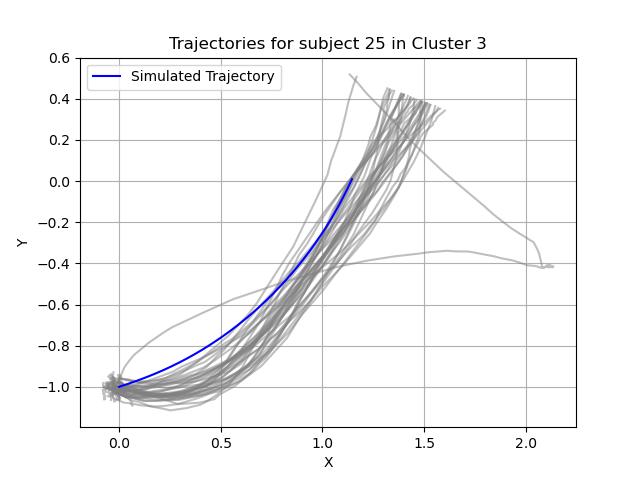 Trajectories for subject 25 in Cluster 3
Simulated Trajectory
0.6
0.4
0.2
0.0
−0.2
−0.4
−0.6
−0.8
−1.0
Y
0.0 0.5 1.0 1.5 2.0
X